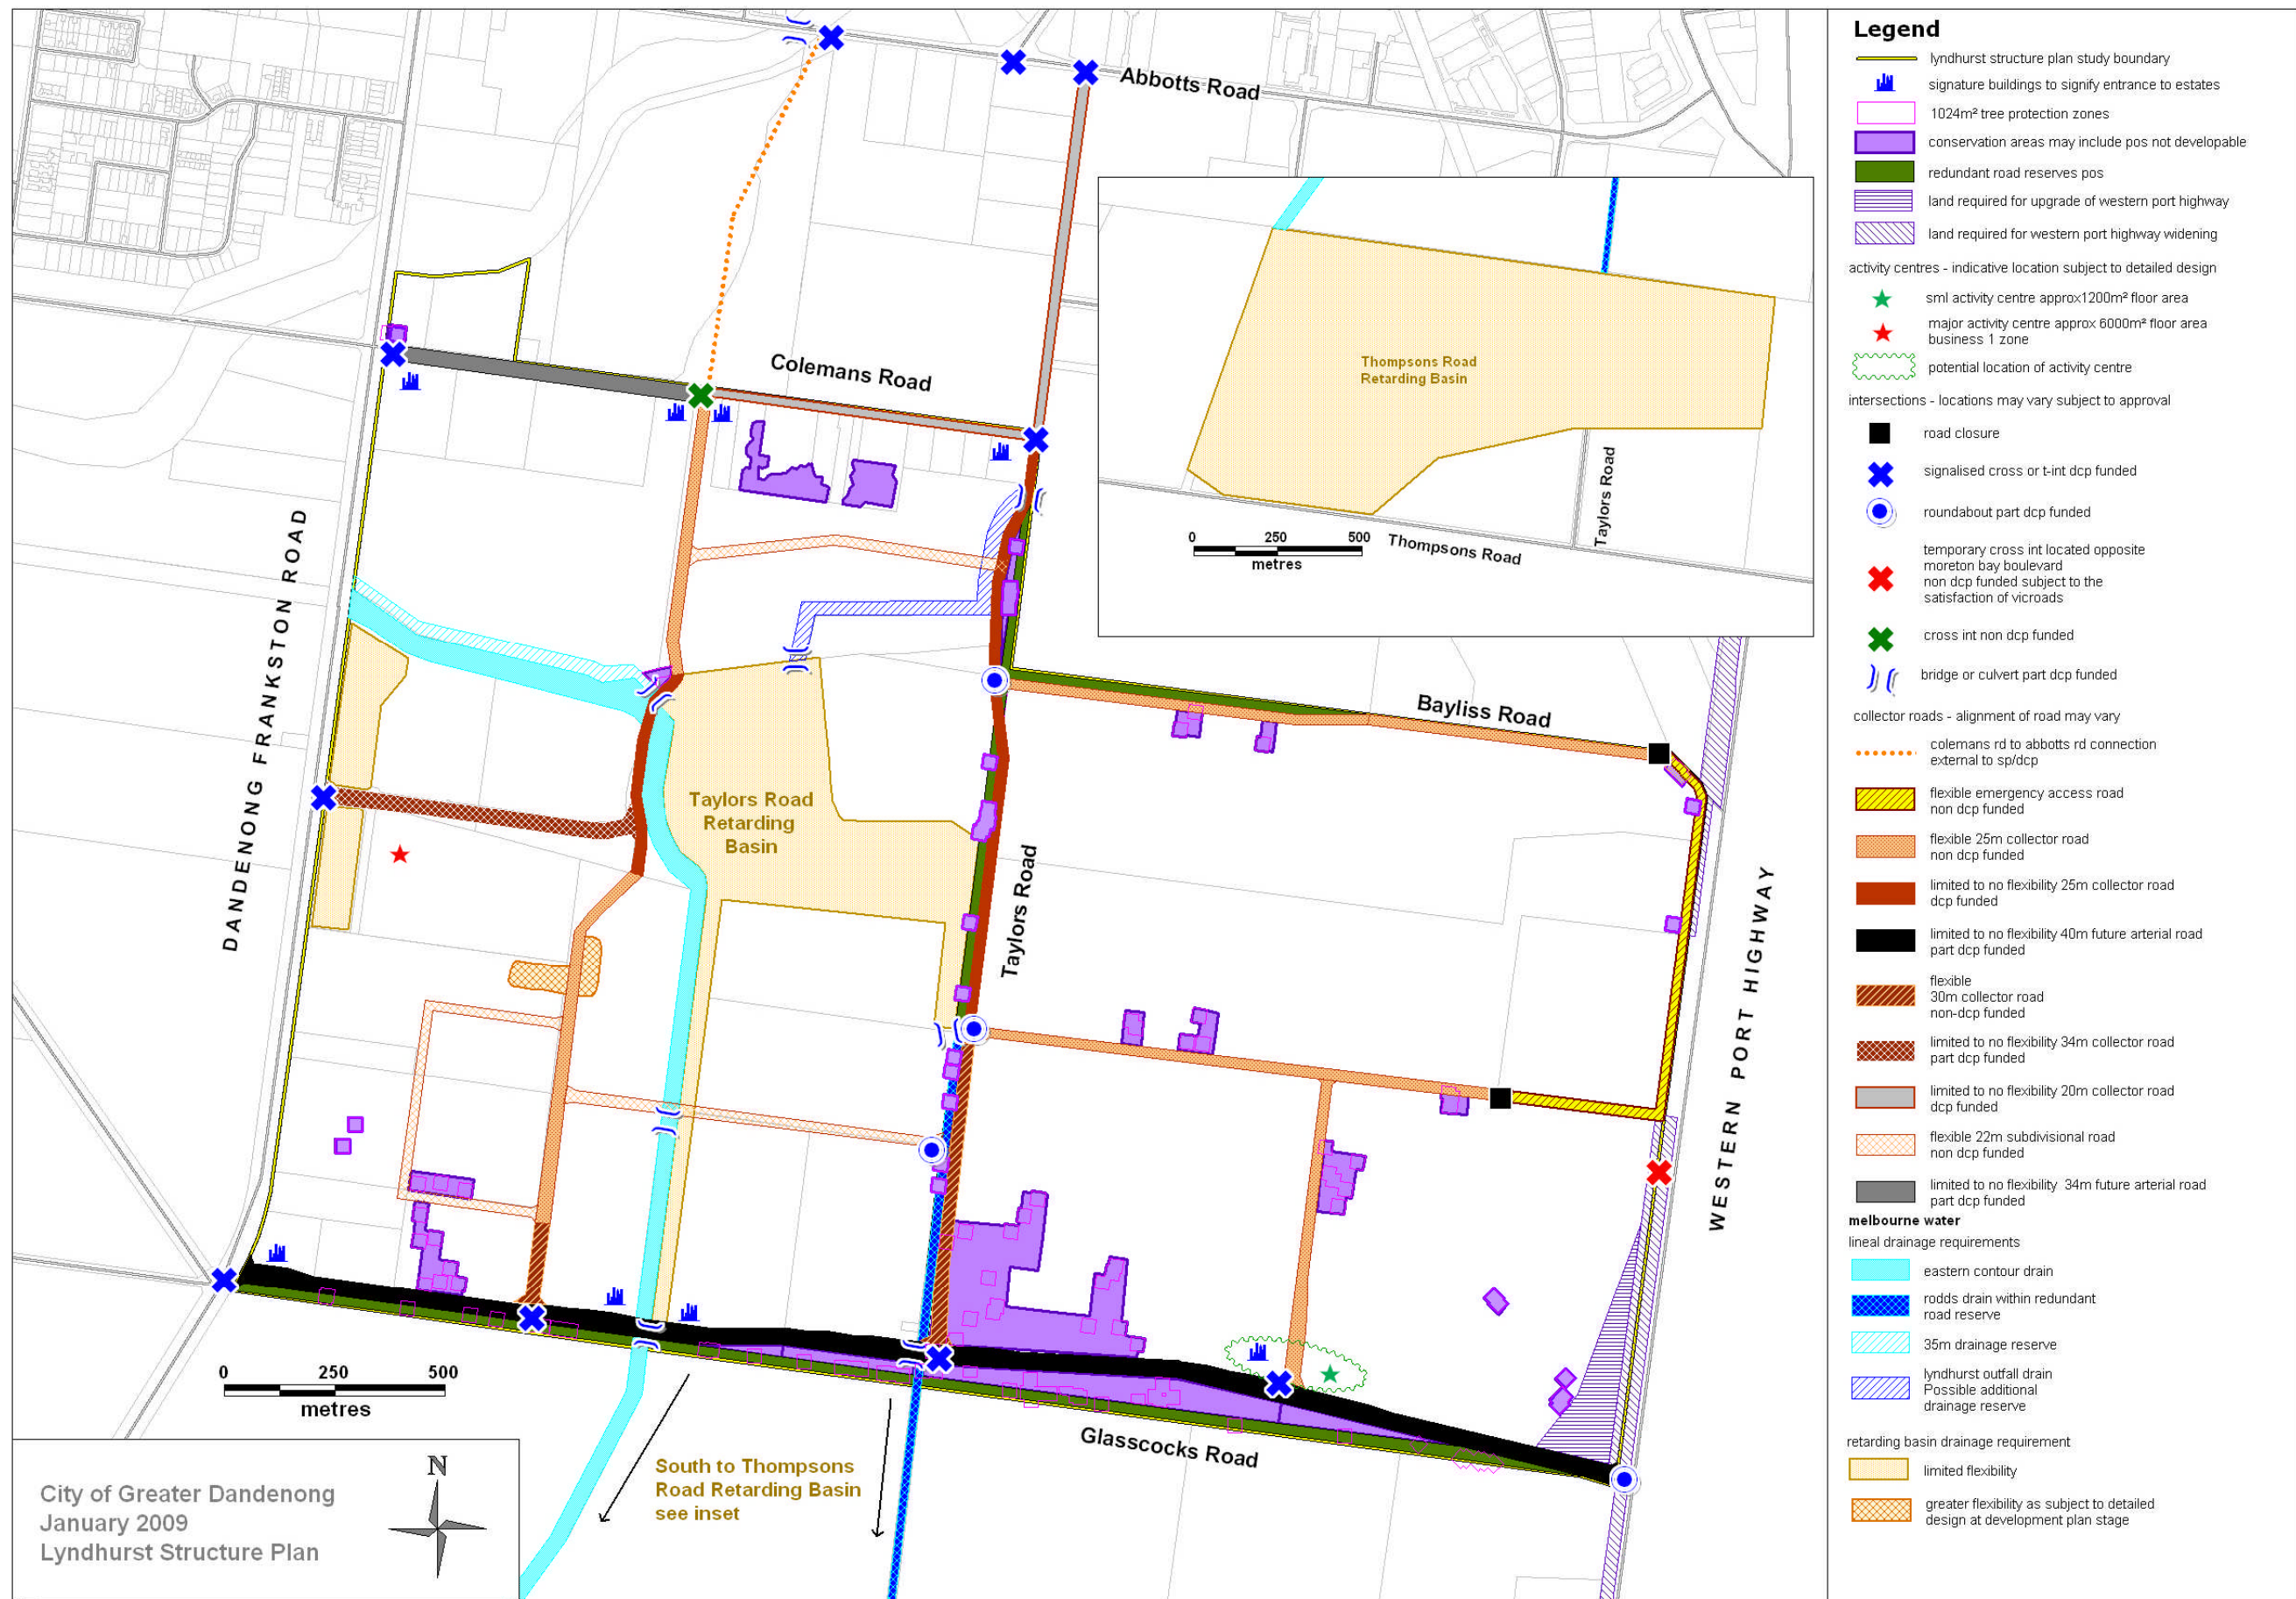 Abbotts Road
Colemans Road
DANDENONG FRANKSTON ROAD
Thompsons Road
Retarding Basin
Taylors Road
0 250 500
metres
Thompsons Road
Bayliss Road
Taylors Road
Retarding
Basin
Taylors Road
WESTERN PORT HIGHWAY
0 250 500
metres
Glasscocks Road
South to Thompsons
Road Retarding Basin
see inset
City of Greater Dandenong
January 2009
Lyndhurst Structure Plan
N
Legend
lyndhurst structure plan study boundary
signature buildings to signify entrance to estates
1024m² tree protection zones
conservation areas may include pos not developable
redundant road reserves pos
land required for upgrade of western port highway
land required for western port highway widening
activity centres - indicative location subject to detailed design
sml activity centre approx1200m² floor area
major activity centre approx 6000m² floor area
business 1 zone
potential location of activity centre
intersections - locations may vary subject to approval
road closure
signalised cross or t-int dcp funded
roundabout part dcp funded
temporary cross int located opposite
moreton bay boulevard
non dcp funded subject to the
satisfaction of vicroads
cross int non dcp funded
bridge or culvert part dcp funded
collector roads - alignment of road may vary
colemans rd to abbotts rd connection
external to sp/dcp
flexible emergency access road
non dcp funded
flexible 25m collector road
non dcp funded
limited to no flexibility 25m collector road
dcp funded
limited to no flexibility 40m future arterial road
part dcp funded
flexible
30m collector road
non-dcp funded
limited to no flexibility 34m collector road
part dcp funded
limited to no flexibility 20m collector road
dcp funded
flexible 22m subdivisional road
non dcp funded
limited to no flexibility 34m future arterial road
part dcp funded
melbourne water
lineal drainage requirements
eastern contour drain
rodds drain within redundant
road reserve
35m drainage reserve
lyndhurst outfall drain
Possible additional
drainage reserve
retarding basin drainage requirement
limited flexibility
greater flexibility as subject to detailed
design at development plan stage